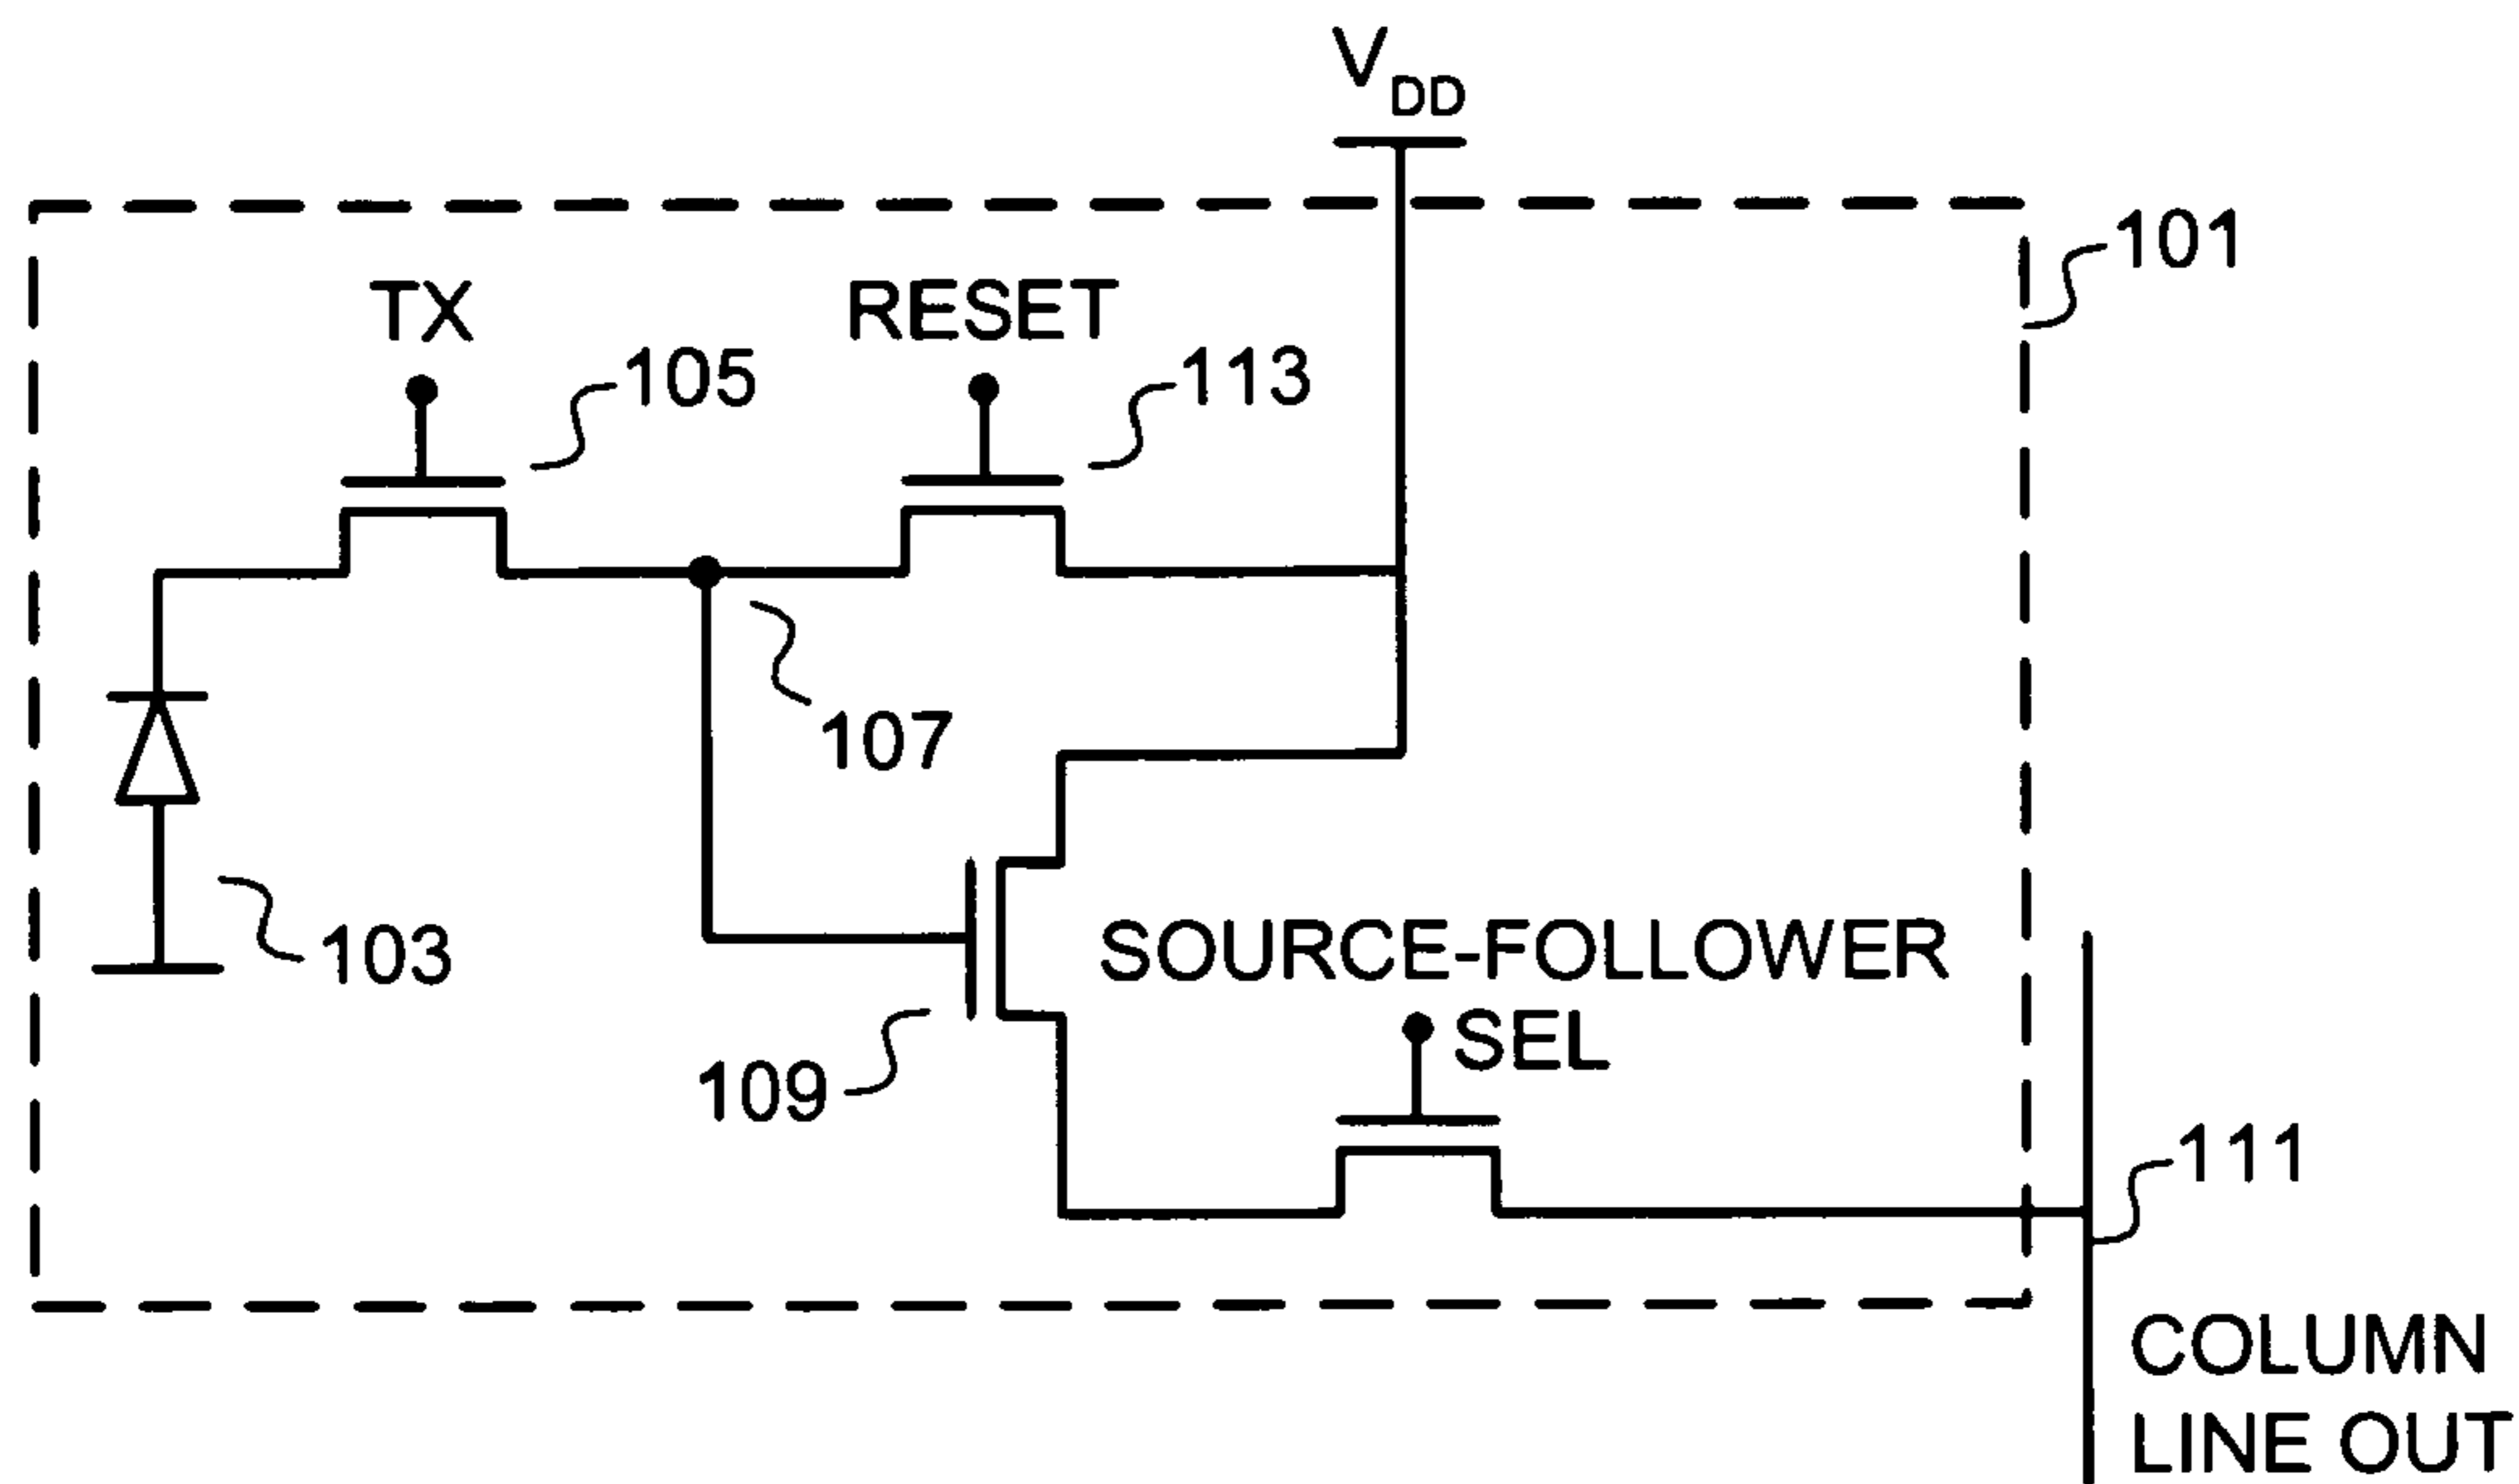 VDD
101
TX
RESET
105
113
107
103
SOURCE-FOLLOWER
SEL
109
111
COLUMN
LINE OUT